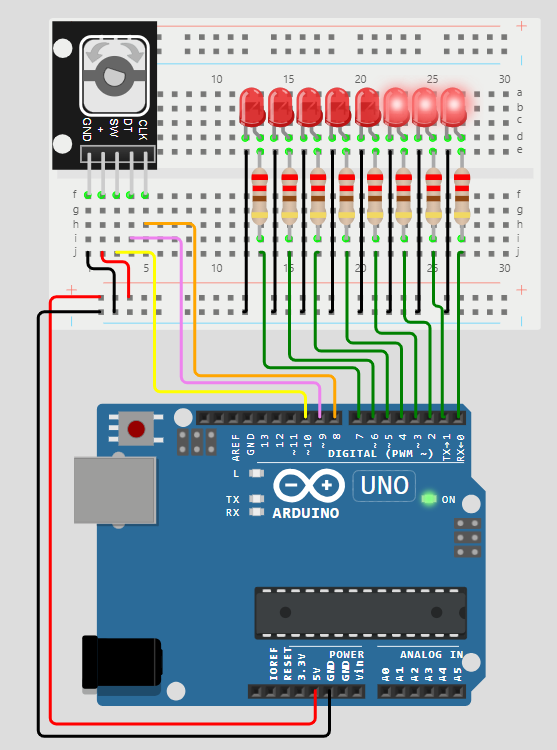 10 15 20 25 30
a
b
c
d
e
GND + SW DT CLK
f f
g g
h h
i i
j j
5 10 15 20 25 30
AREF GND 13 12 ~11 ~10 ~9 8 7 ~6 ~5 4 ~3 2 TX→1 RX←0
DIGITAL (PWM ~)
L
TX
RX
UNO
ON
ARDUINO
POWER ANALOG IN
IOREF RESET 3.3V 5V GND GND Vin A0 A1 A2 A3 A4 A5